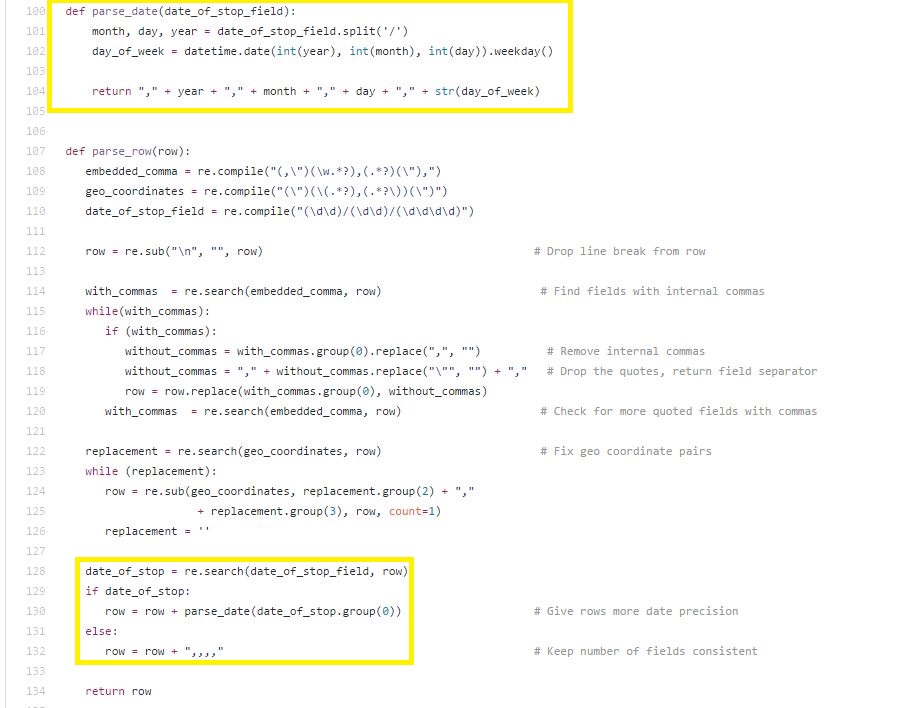 100 def parse_date(date_of_stop_field):
101 month, day, year = date_of_stop_field.split('/')
102 day_of_week = datetime.date(int(year), int(month), int(day)).weekday()
103
104 return "," + year + "," + month + "," + day + "," + str(day_of_week)
105
106
107 def parse_row(row):
108 embedded_comma = re.compile("(,\")(\w.*?),(.*?)(\"),")
109 geo_coordinates = re.compile("(\")(\(.*?),(.*?\))(\")")
110 date_of_stop_field = re.compile("(\d\d)/(\d\d)/(\d\d\d\d)")
111
112 row = re.sub("\n", "", row) # Drop line break from row
113
114 with_commas = re.search(embedded_comma, row) # Find fields with internal commas
115 while(with_commas):
116 if (with_commas):
117 without_commas = with_commas.group(0).replace(",", "") # Remove internal commas
118 without_commas = "," + without_commas.replace("\"", "") + "," # Drop the quotes, return field separator
119 row = row.replace(with_commas.group(0), without_commas)
120 with_commas = re.search(embedded_comma, row) # Check for more quoted fields with commas
121
122 replacement = re.search(geo_coordinates, row) # Fix geo coordinate pairs
123 while (replacement):
124 row = re.sub(geo_coordinates, replacement.group(2) + ","
125 + replacement.group(3), row, count=1)
126 replacement = ''
127
128 date_of_stop = re.search(date_of_stop_field, row)
129 if date_of_stop:
130 row = row + parse_date(date_of_stop.group(0)) # Give rows more date precision
131 else:
132 row = row + ",,,," # Keep number of fields consistent
133
134 return row